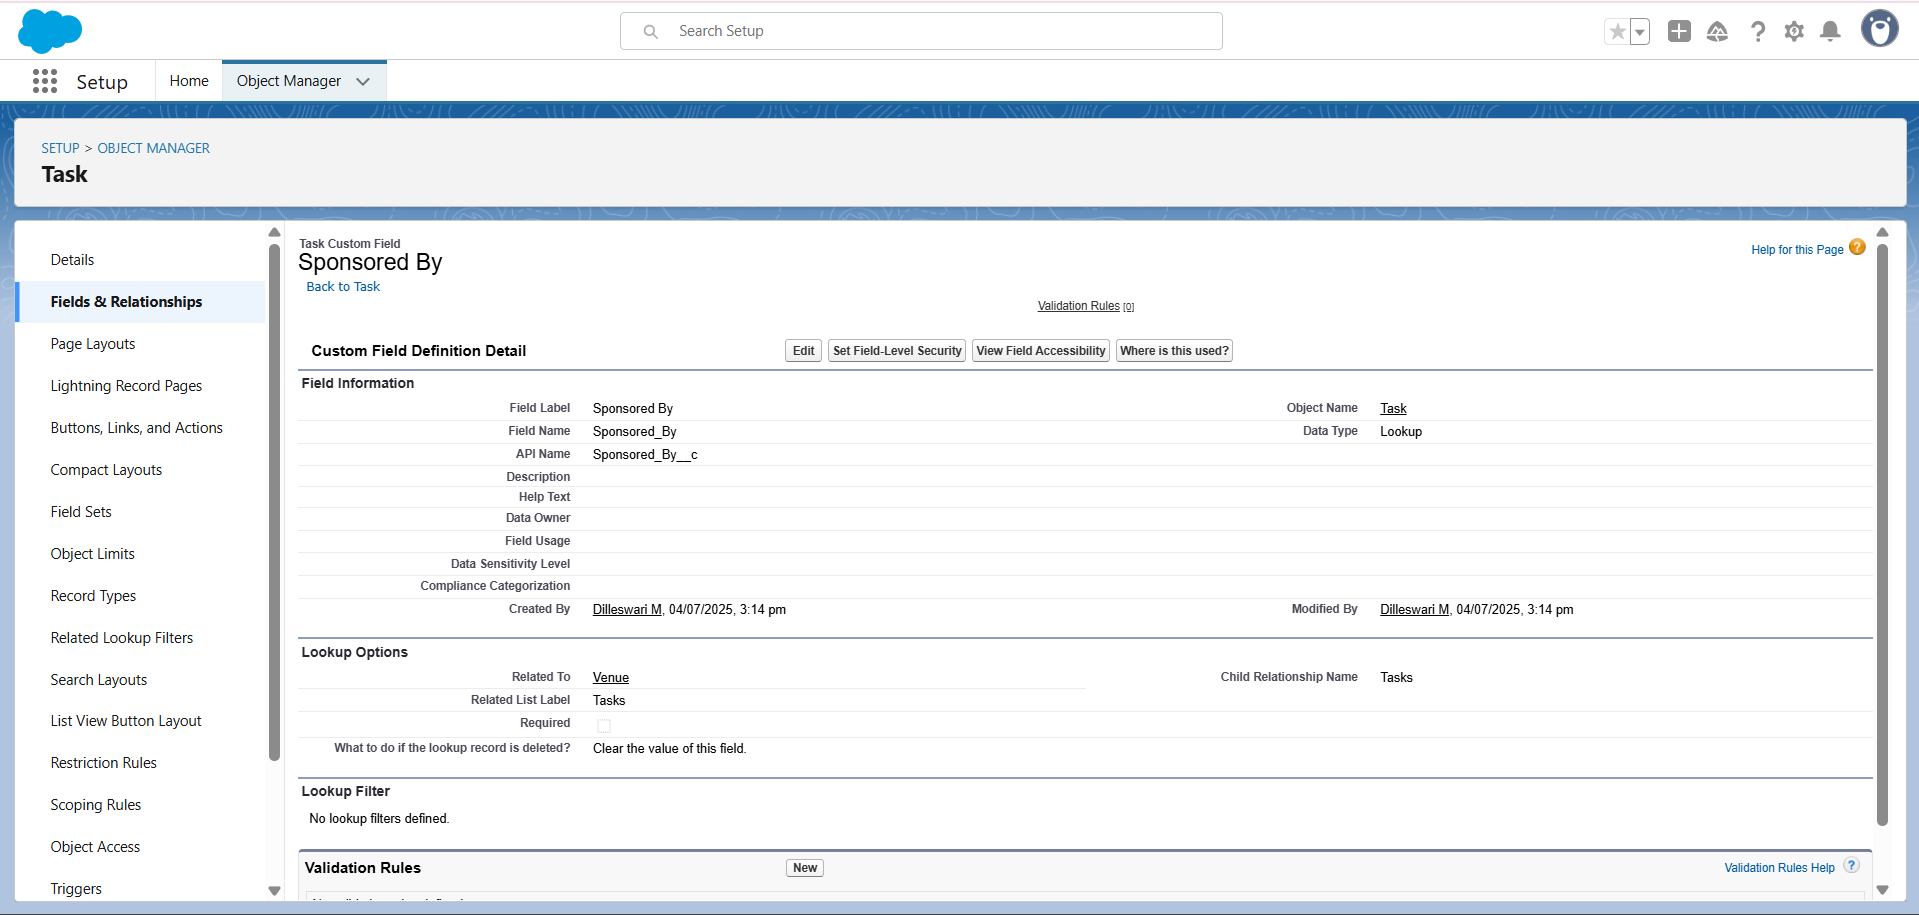 Search Setup
Setup
Home
Object Manager
SETUP > OBJECT MANAGER
Task
Details
Fields & Relationships
Page Layouts
Lightning Record Pages
Buttons, Links, and Actions
Compact Layouts
Field Sets
Object Limits
Record Types
Related Lookup Filters
Search Layouts
List View Button Layout
Restriction Rules
Scoping Rules
Object Access
Triggers
Task Custom Field
Sponsored By
Back to Task
Help for this Page ?
Validation Rules [0]
Custom Field Definition Detail
Edit Set Field-Level Security View Field Accessibility Where is this used?
Field Information
Field Label Sponsored By Object Name Task
Field Name Sponsored_By Data Type Lookup
API Name Sponsored_By__c
Description
Help Text
Data Owner
Field Usage
Data Sensitivity Level
Compliance Categorization
Created By Dilleswari M, 04/07/2025, 3:14 pm Modified By Dilleswari M, 04/07/2025, 3:14 pm
Lookup Options
Related To Venue Child Relationship Name Tasks
Related List Label Tasks
Required
What to do if the lookup record is deleted? Clear the value of this field.
Lookup Filter
No lookup filters defined.
Validation Rules New Validation Rules Help ?